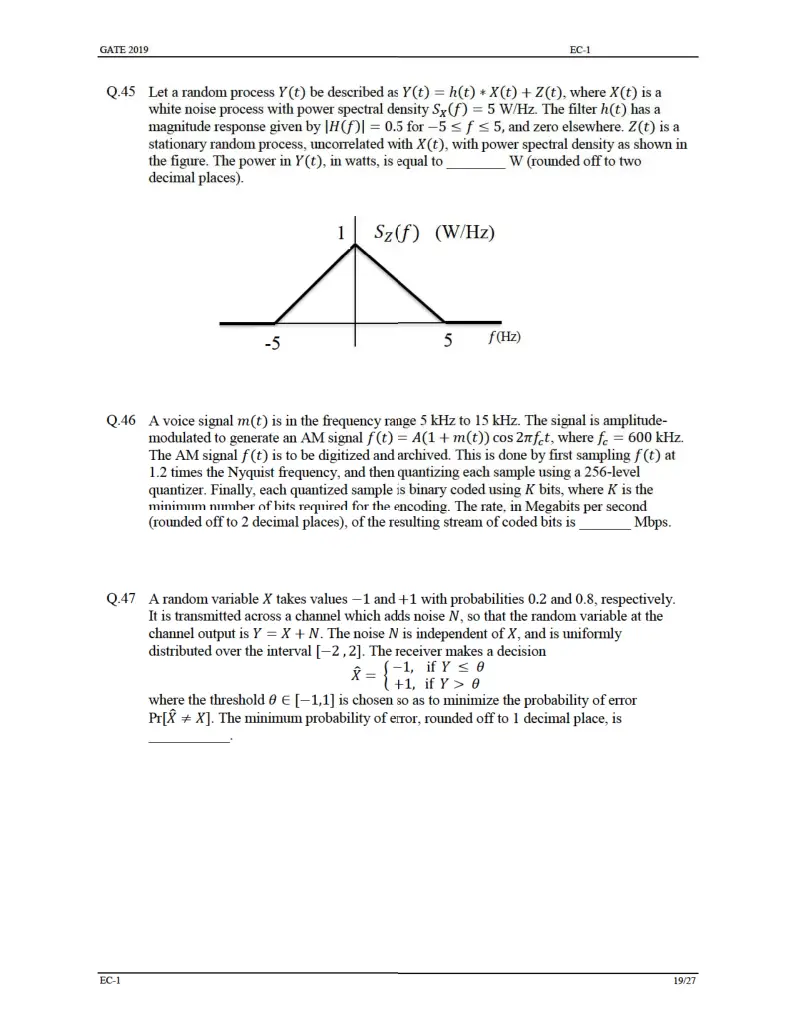 GATE 2019 EC-1
Q.45 Let a random process Y(t) be described as Y(t) = h(t) ∗ X(t) + Z(t), where X(t) is a
white noise process with power spectral density S_X(f) = 5 W/Hz. The filter h(t) has a
magnitude response given by |H(f)| = 0.5 for −5 ≤ f ≤ 5, and zero elsewhere. Z(t) is a
stationary random process, uncorrelated with X(t), with power spectral density as shown in
the figure. The power in Y(t), in watts, is equal to ________ W (rounded off to two
decimal places).
1 S_Z(f) (W/Hz)
-5 5 f(Hz)
Q.46 A voice signal m(t) is in the frequency range 5 kHz to 15 kHz. The signal is amplitude-
modulated to generate an AM signal f(t) = A(1 + m(t)) cos 2πf_ct, where f_c = 600 kHz.
The AM signal f(t) is to be digitized and archived. This is done by first sampling f(t) at
1.2 times the Nyquist frequency, and then quantizing each sample using a 256-level
quantizer. Finally, each quantized sample is binary coded using K bits, where K is the
minimum number of bits required for the encoding. The rate, in Megabits per second
(rounded off to 2 decimal places), of the resulting stream of coded bits is _______ Mbps.
Q.47 A random variable X takes values −1 and +1 with probabilities 0.2 and 0.8, respectively.
It is transmitted across a channel which adds noise N, so that the random variable at the
channel output is Y = X + N. The noise N is independent of X, and is uniformly
distributed over the interval [−2 , 2]. The receiver makes a decision
X̂ = { −1, if Y ≤ θ
+1, if Y > θ
where the threshold θ ∈ [−1,1] is chosen so as to minimize the probability of error
Pr[X̂ ≠ X]. The minimum probability of error, rounded off to 1 decimal place, is
___________.
EC-1 19/27